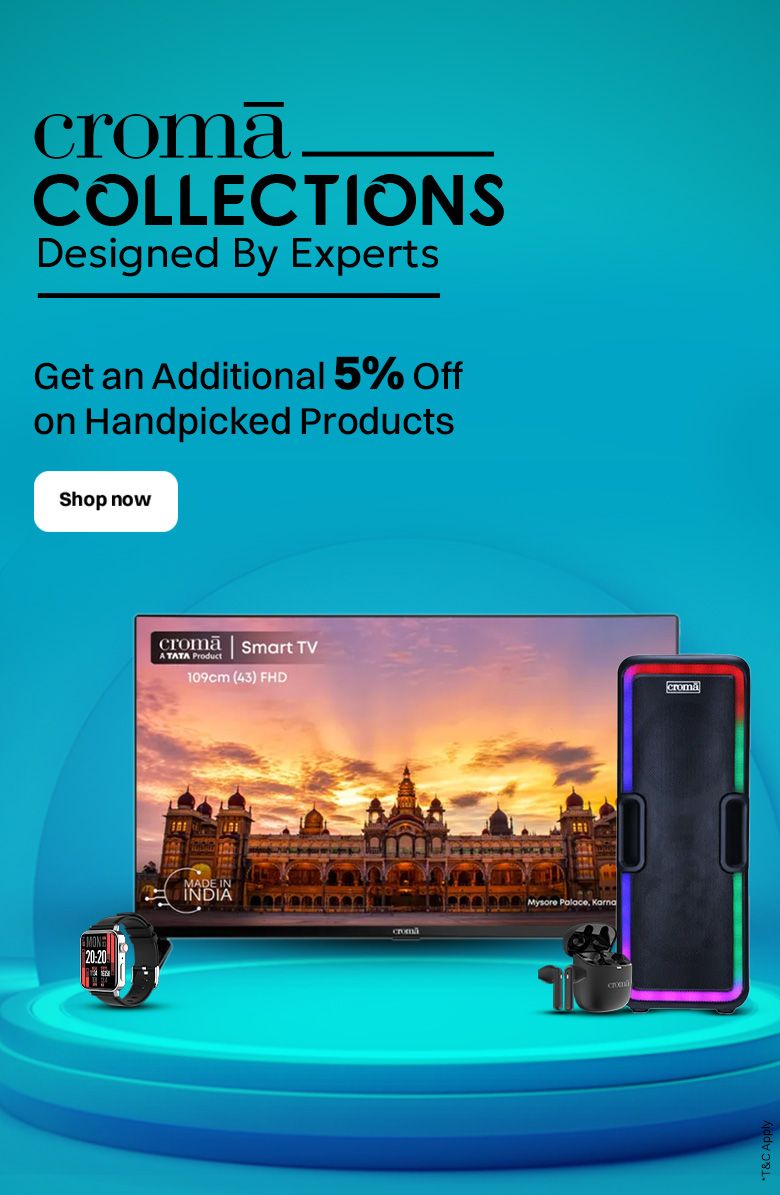 cromā
COLLECTIONS
Designed By Experts
Get an Additional 5% Off
on Handpicked Products
Shop now
cromā | Smart TV
A TATA Product
109cm (43) FHD
cromā
MADE IN
INDIA
Mysore Palace, Karna
cromā
MON
20:20
cromā
*T&C Apply